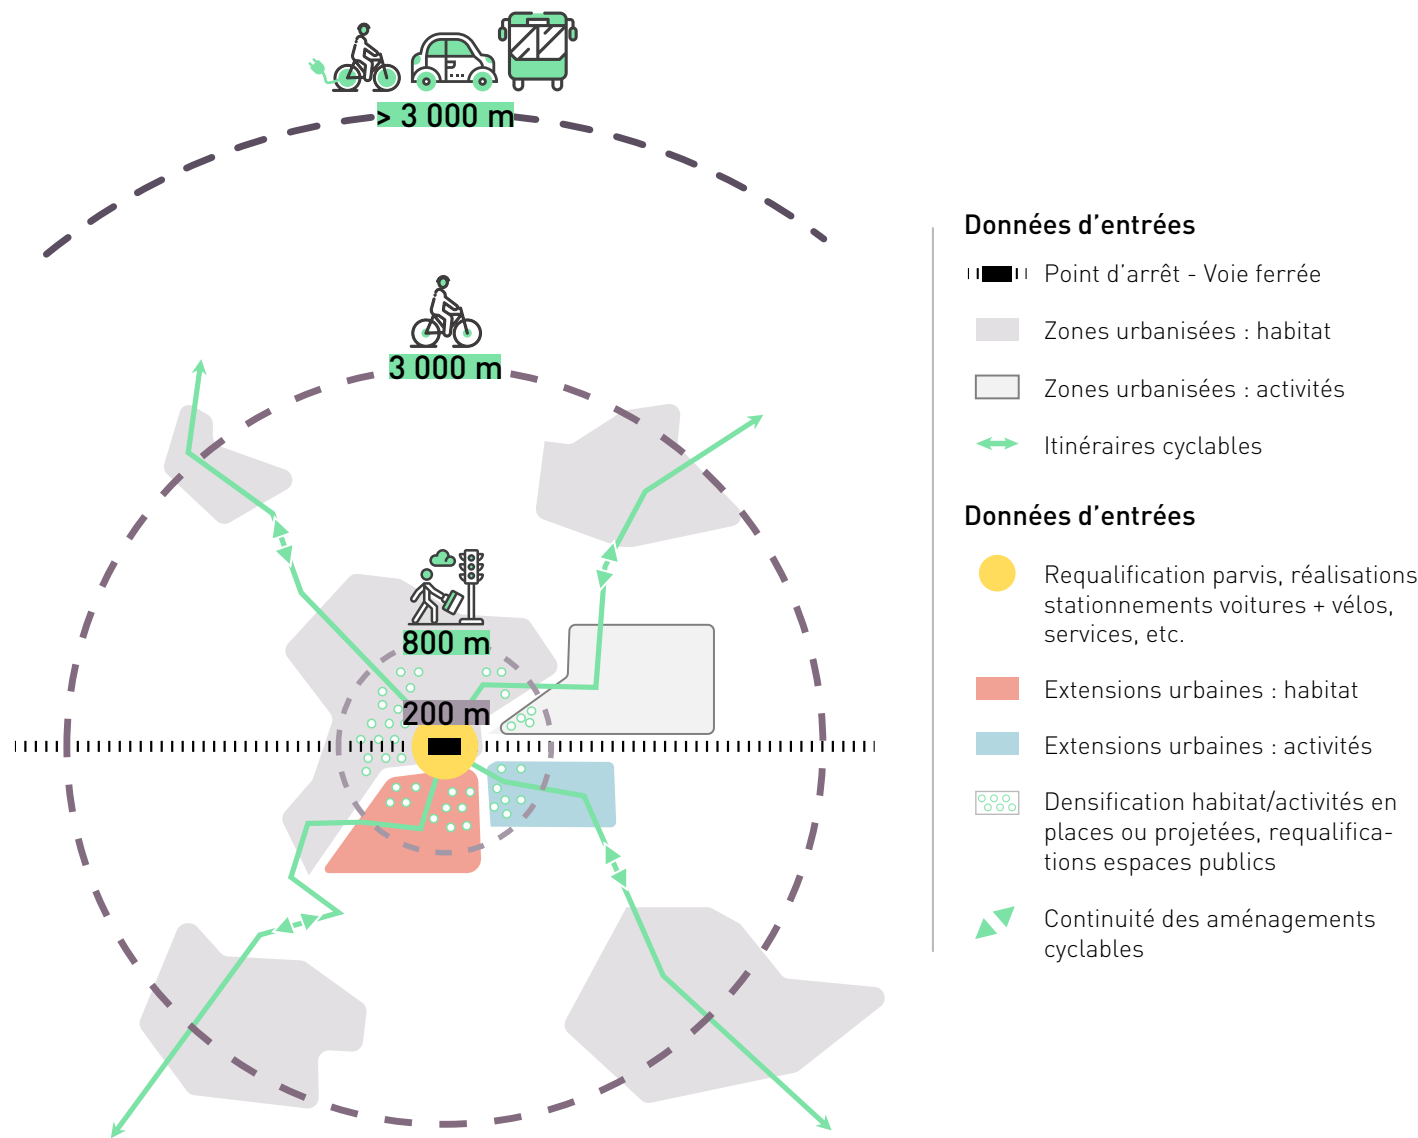 > 3 000 m
3 000 m
800 m
200 m
Données d'entrées
Point d'arrêt - Voie ferrée
Zones urbanisées : habitat
Zones urbanisées : activités
Itinéraires cyclables
Données d'entrées
Requalification parvis, réalisations
stationnements voitures + vélos,
services, etc.
Extensions urbaines : habitat
Extensions urbaines : activités
Densification habitat/activités en
places ou projetées, requalifica-
tions espaces publics
Continuité des aménagements
cyclables